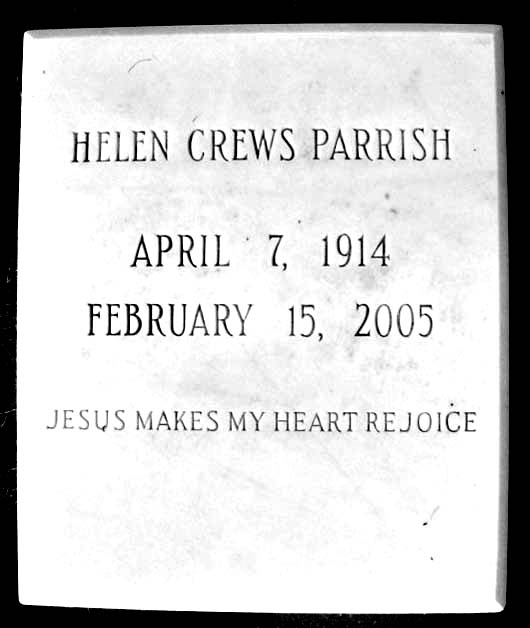 HELEN CREWS PARRISH
APRIL 7, 1914
FEBRUARY 15, 2005
JESUS MAKES MY HEART REJOICE